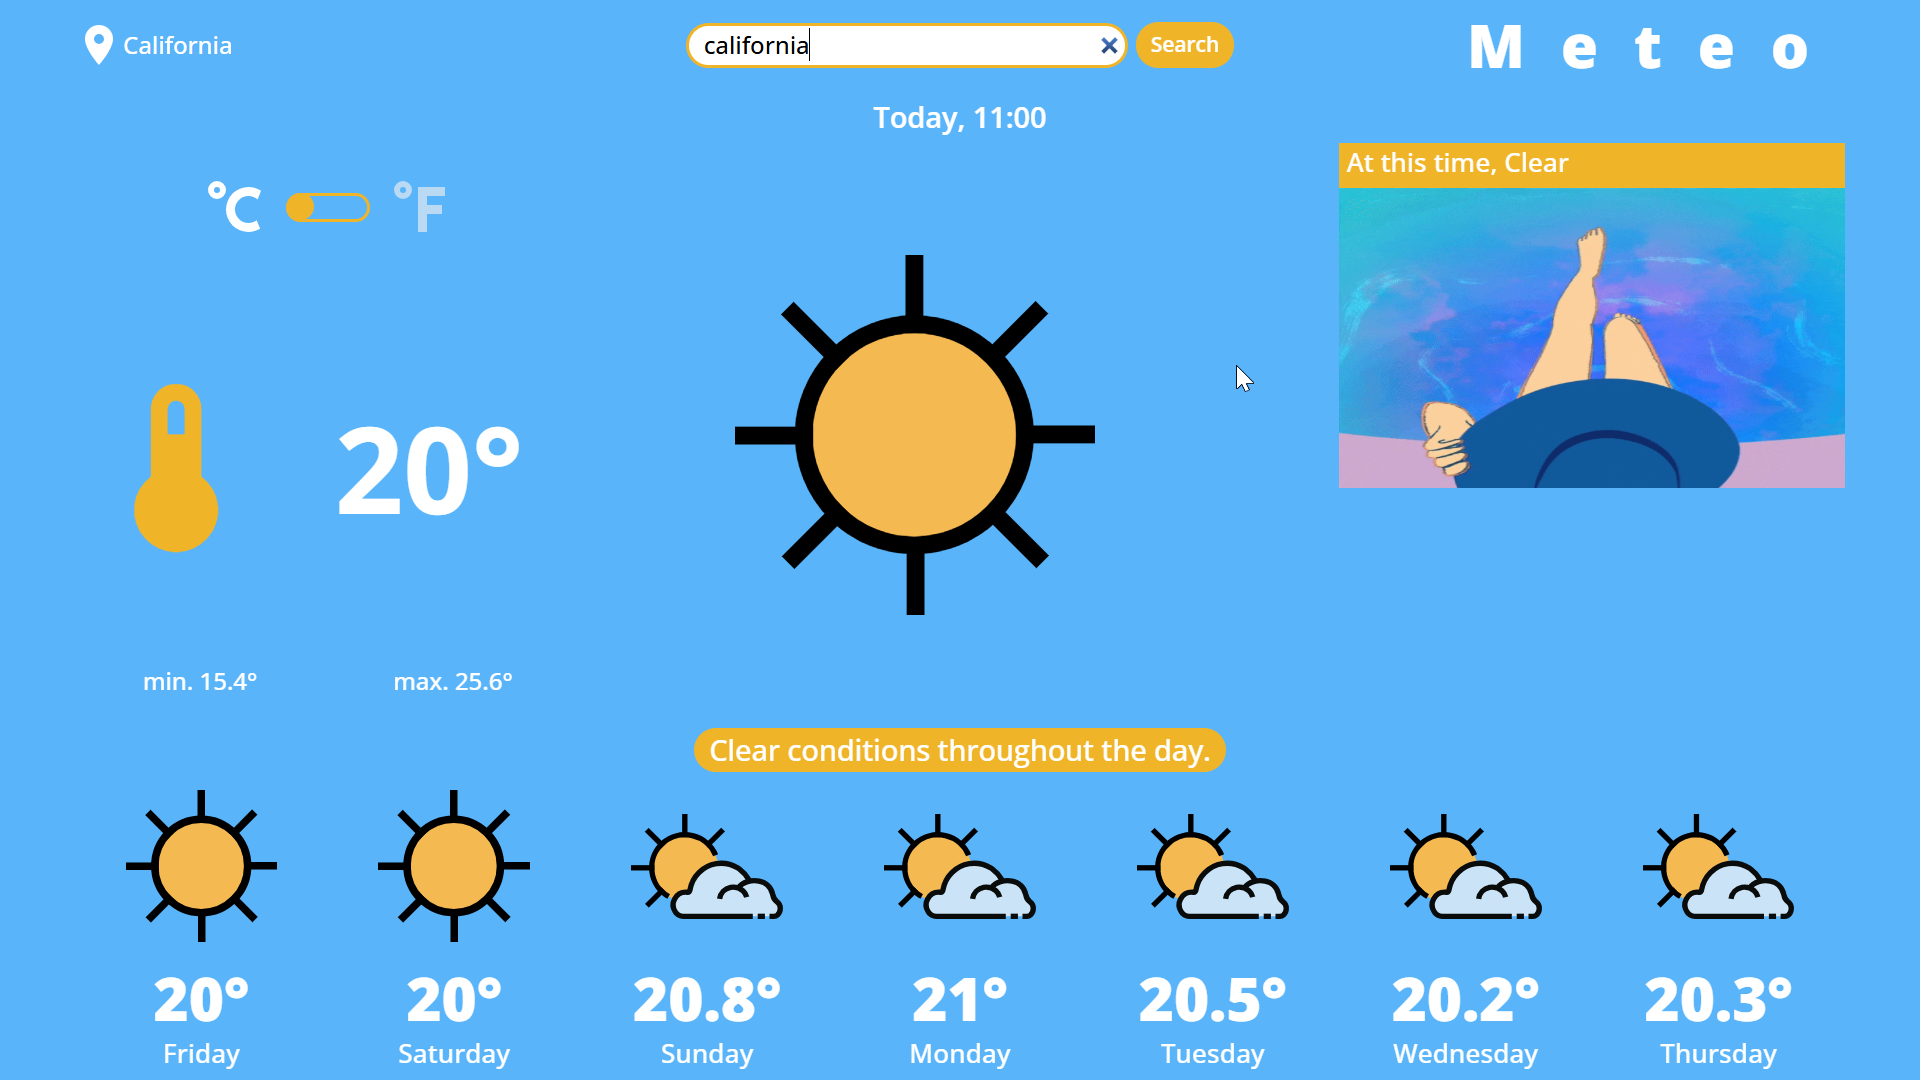 California
california
Search
M e t e o
Today, 11:00
At this time, Clear
°C
°F
20°
min. 15.4°
max. 25.6°
Clear conditions throughout the day.
20°
20°
20.8°
21°
20.5°
20.2°
20.3°
Friday
Saturday
Sunday
Monday
Tuesday
Wednesday
Thursday